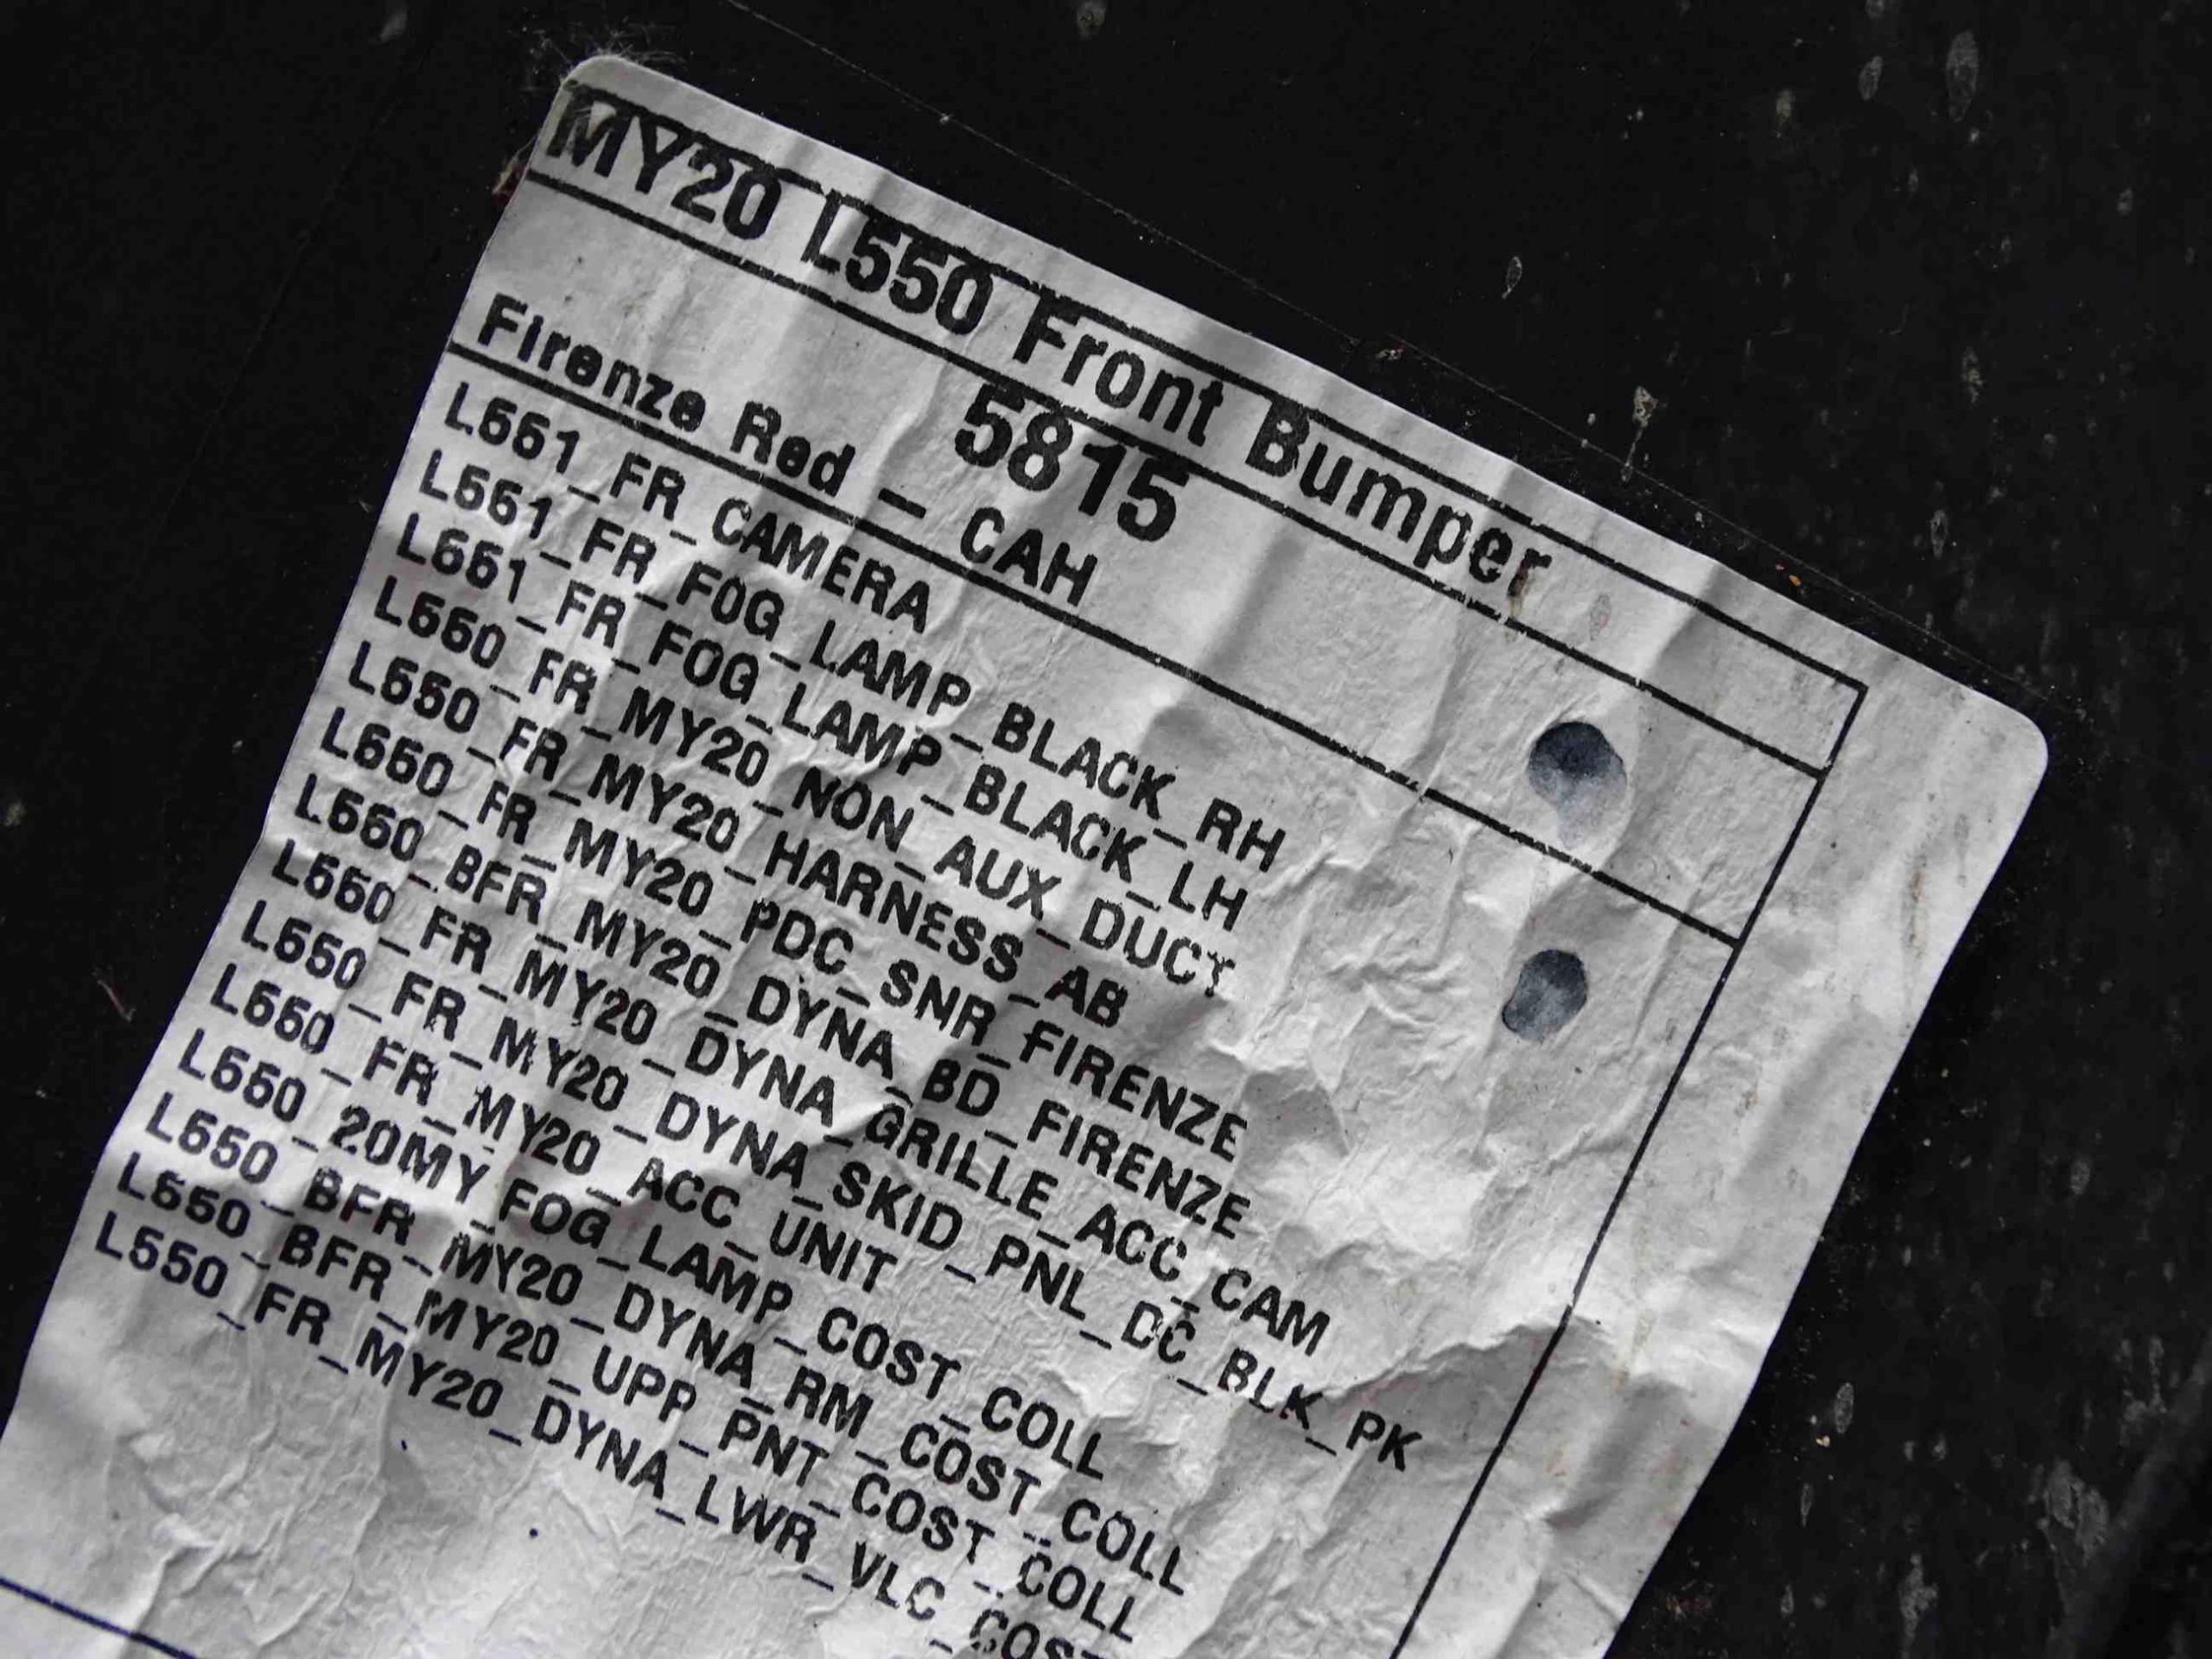 MY20 L550 Front Bumper
5815
Firenze Red - CAH
L551_FR_CAMERA
L551_FR_FOG_LAMP_BLACK_RH
L551_FR_FOG_LAMP_BLACK_LH
L550_FR_MY20_NON_AUX_DUCT
L550_FR_MY20_HARNESS_AB
L550_FR_MY20_PDC_SNR_FIRENZE
L550_BFR_MY20_DYNA_BD_FIRENZE
L550_FR_MY20_DYNA_GRILLE_ACC_CAM
L550_FR_MY20_DYNA_SKID_PNL_DC_BLK_PK
L550_FR_MY20_ACC_UNIT
L550_20MY_FOG_LAMP_COST_COLL
L550_BFR_MY20_DYNA_RM_COST_COLL
L550_BFR_MY20_UPP_PNT_COST_COLL
L550_FR_MY20_DYNA_LWR_VLC_COST